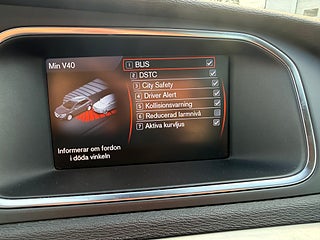 Min V40
1 BLIS
2 DSTC
3 City Safety
4 Driver Alert
5 Kollisionsvarning
6 Reducerad larmnivå
7 Aktiva kurvljus
Informerar om fordon
i döda vinkeln